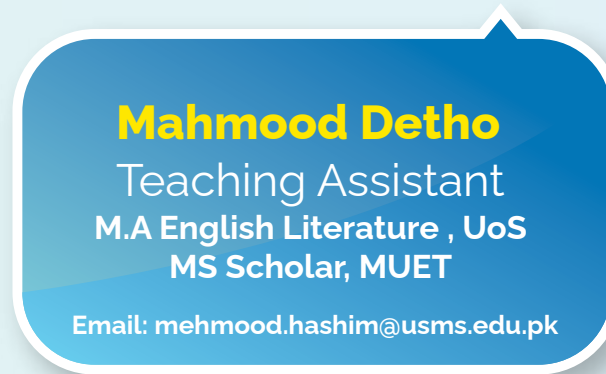 Mahmood Detho
Teaching Assistant
M.A English Literature , UoS
MS Scholar, MUET
Email: mehmood.hashim@usms.edu.pk